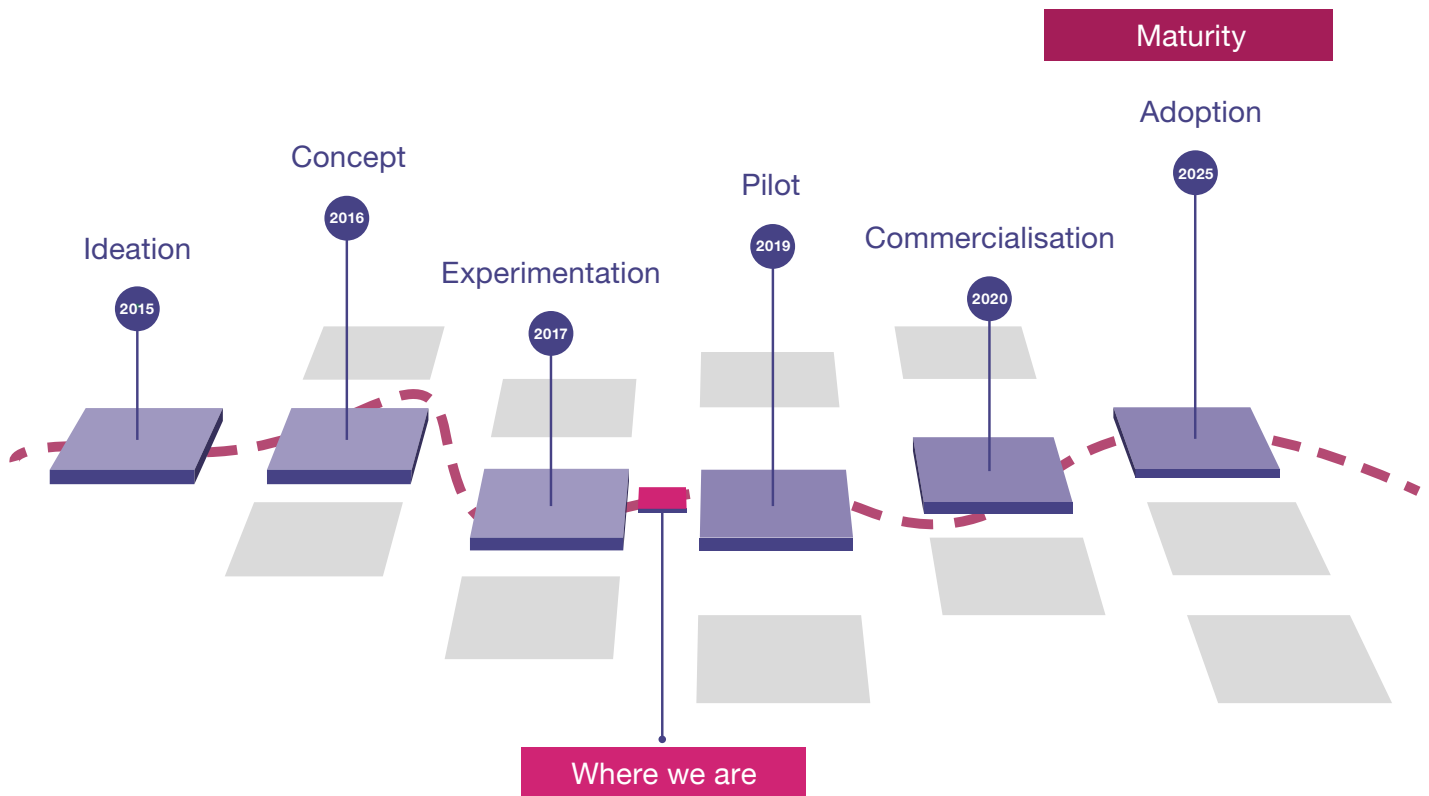 Maturity
Ideation
2015
Concept
2016
Experimentation
2017
Pilot
2019
Commercialisation
2020
Adoption
2025
Where we are